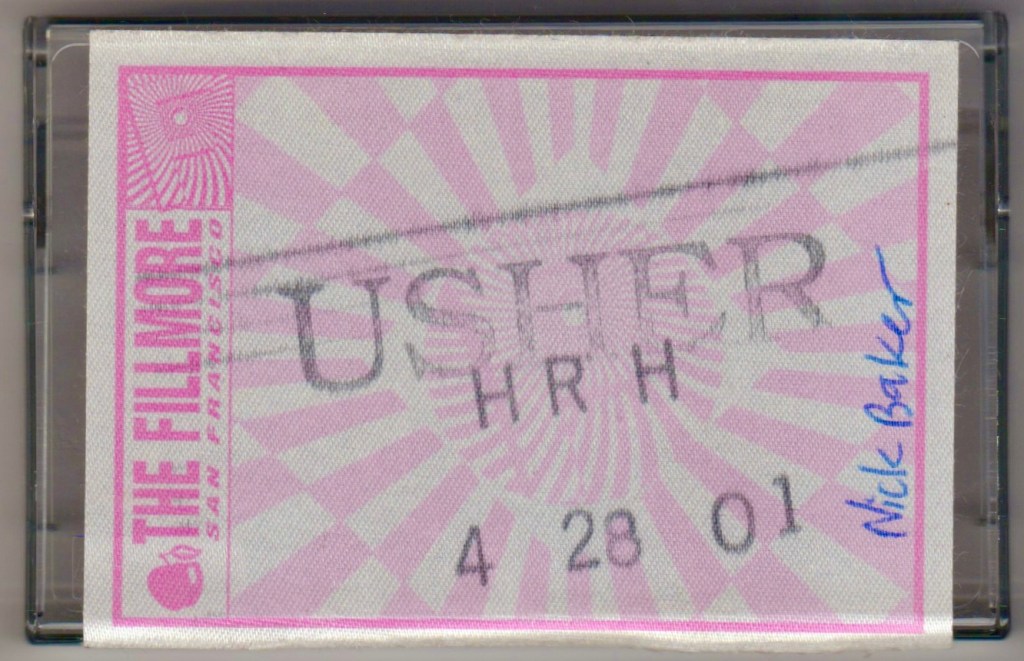 THE FILLMORE
SAN FRANCISCO
USHER
HRH
4 28 01
Nick Baker